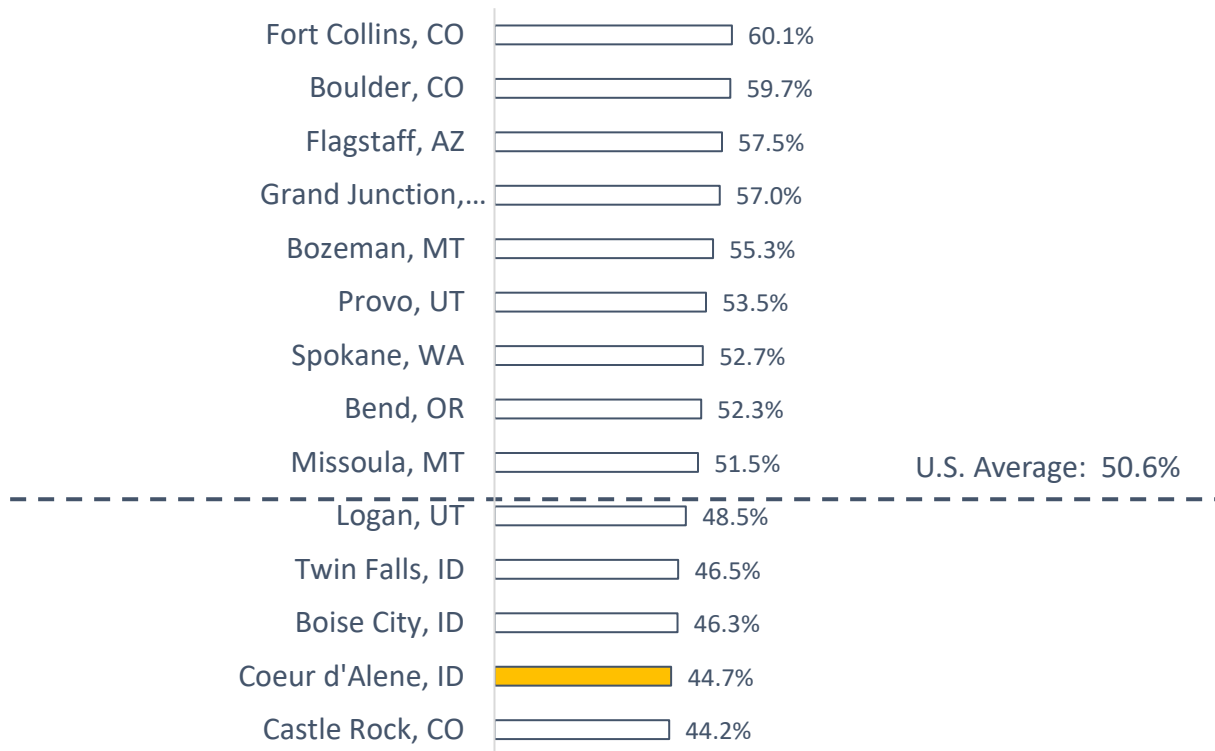 Fort Collins, CO 60.1%
Boulder, CO 59.7%
Flagstaff, AZ 57.5%
Grand Junction,... 57.0%
Bozeman, MT 55.3%
Provo, UT 53.5%
Spokane, WA 52.7%
Bend, OR 52.3%
Missoula, MT 51.5%
U.S. Average: 50.6%
Logan, UT 48.5%
Twin Falls, ID 46.5%
Boise City, ID 46.3%
Coeur d'Alene, ID 44.7%
Castle Rock, CO 44.2%